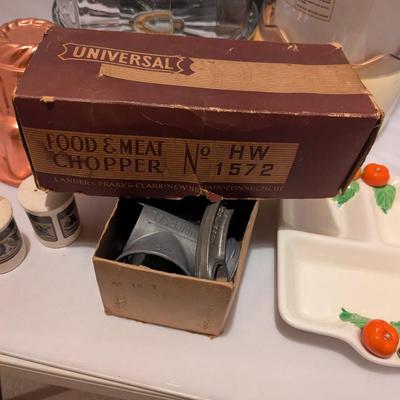 UNIVERSAL
FOOD & MEAT
CHOPPER
No HW
1572
LANDERS, FRARY & CLARK • NEW BRITAIN • CONNECTICUT